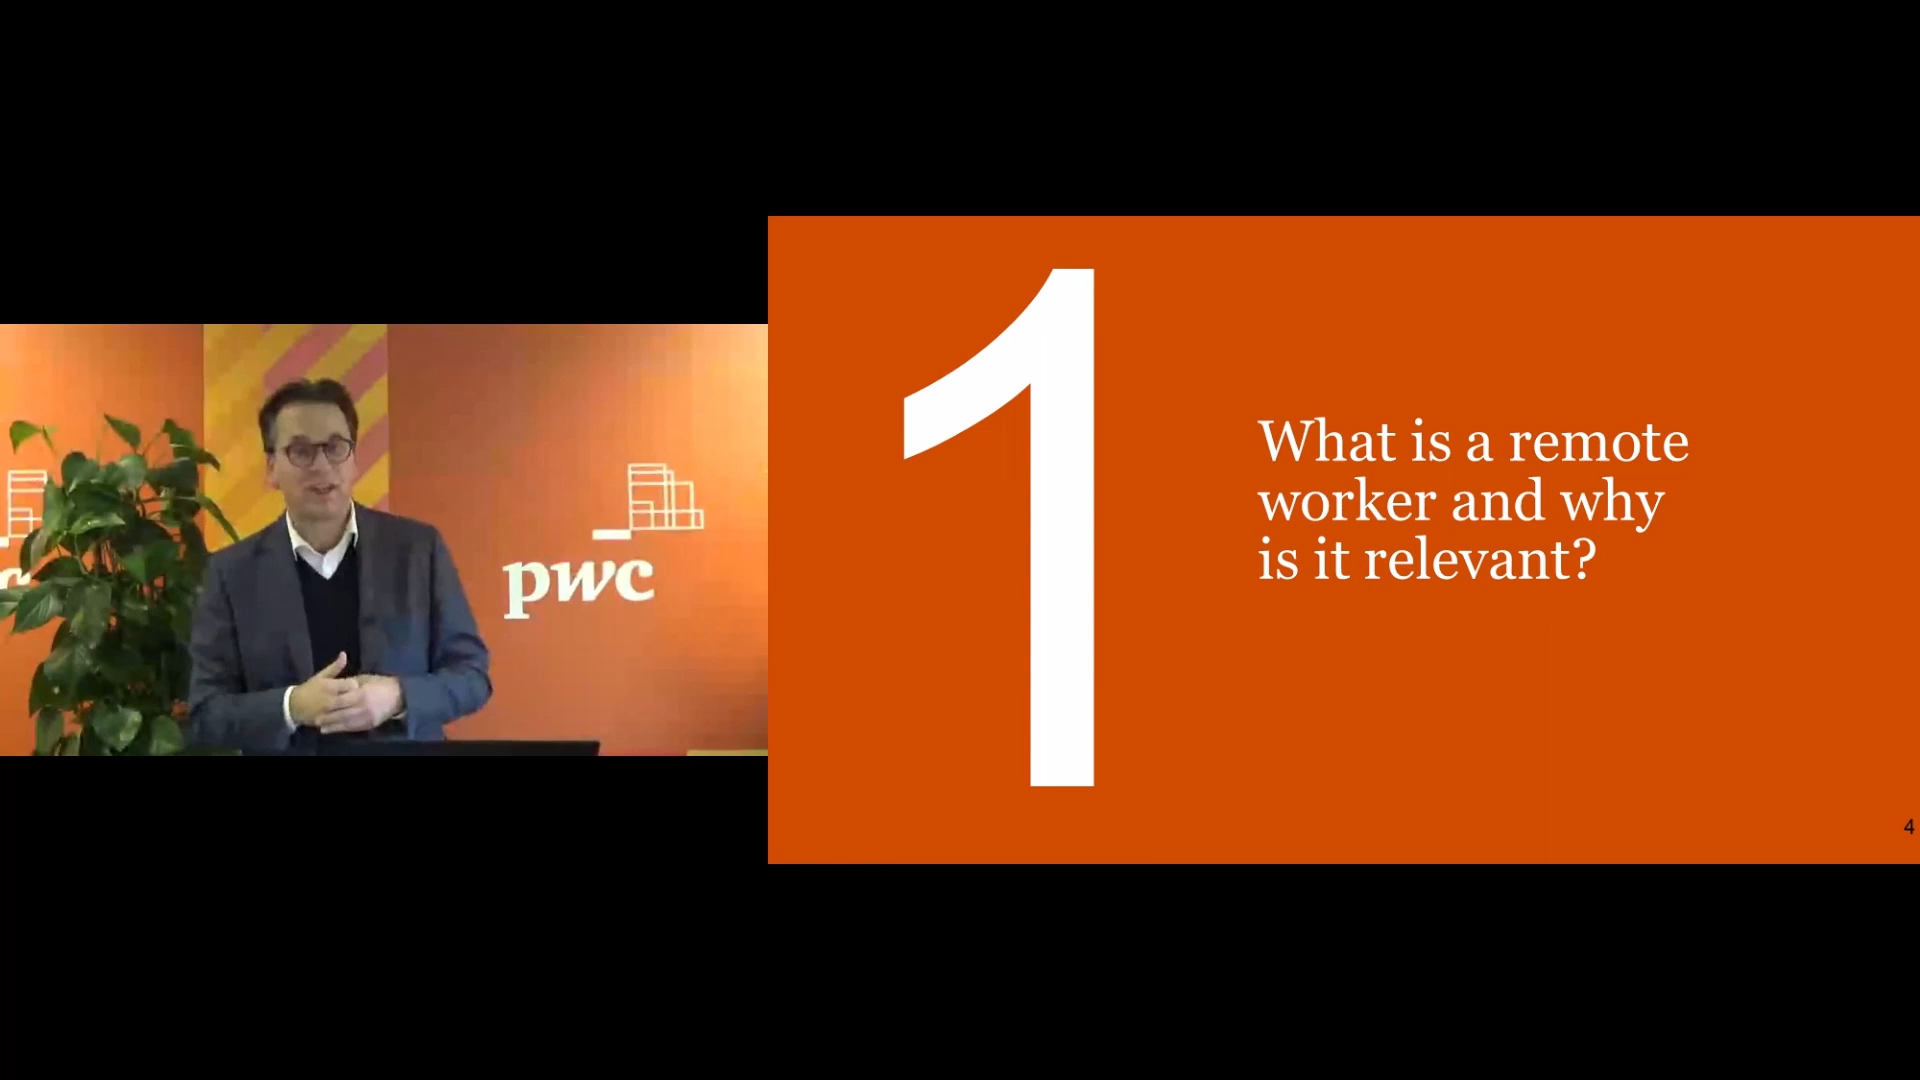 pwc
c
1
What is a remote
worker and why
is it relevant?
4